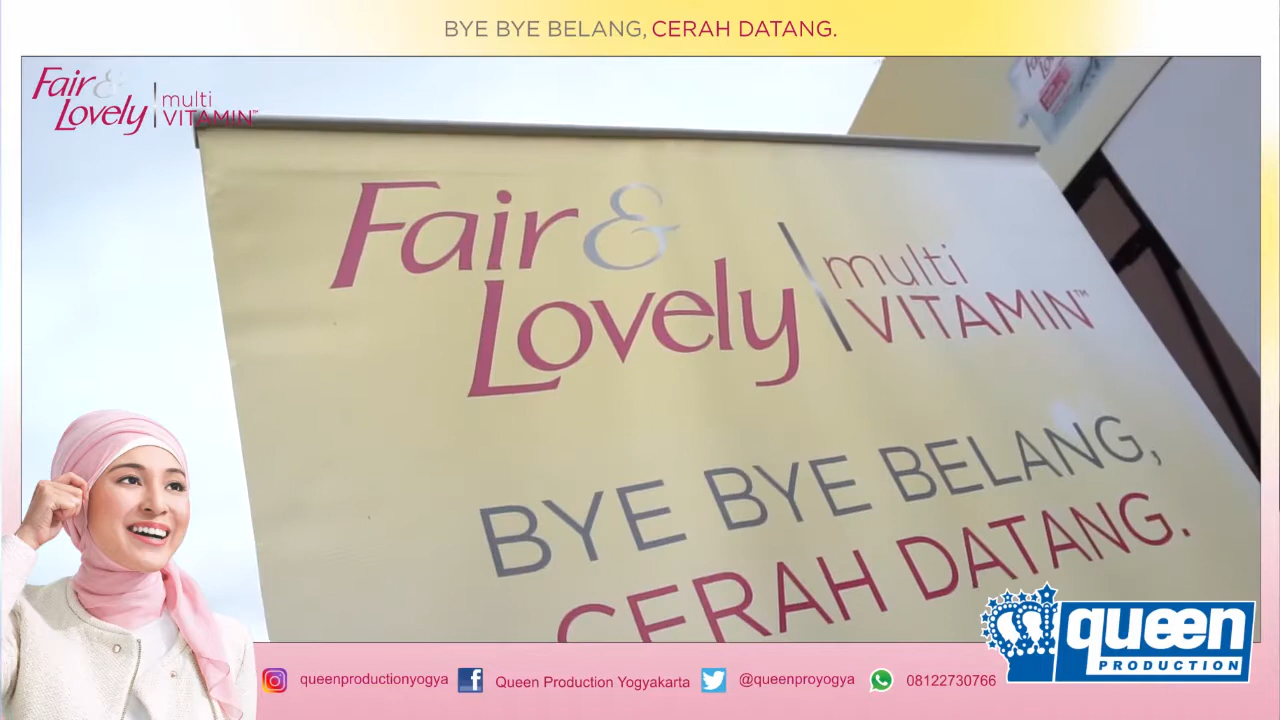 BYE BYE BELANG, CERAH DATANG.
Fair &
Lovely
multi
VITAMIN™
Fair &
Lovely
multi
VITAMIN™
BYE BYE BELANG,
CERAH DATANG.
queenproductionyogya
Queen Production Yogyakarta
@queenproyogya
08122730766
queen
PRODUCTION